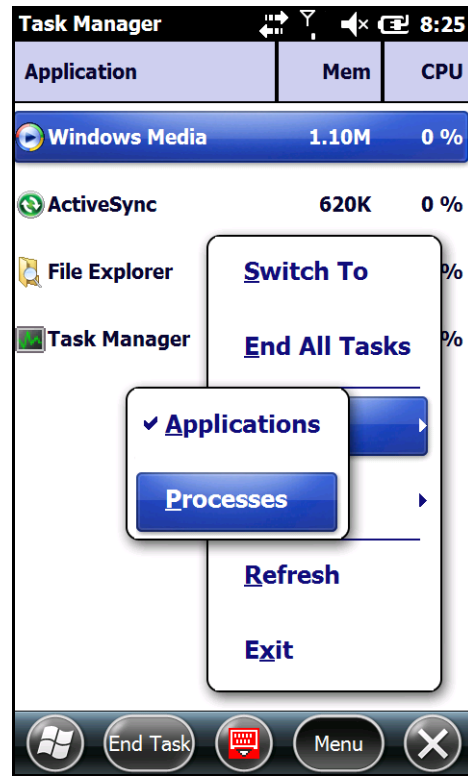 Task Manager 8:25
Application Mem CPU
Windows Media 1.10M 0 %
ActiveSync 620K 0 %
File Explorer %
Task Manager %
Switch To
End All Tasks
Applications
Processes
Refresh
Exit
End Task Menu